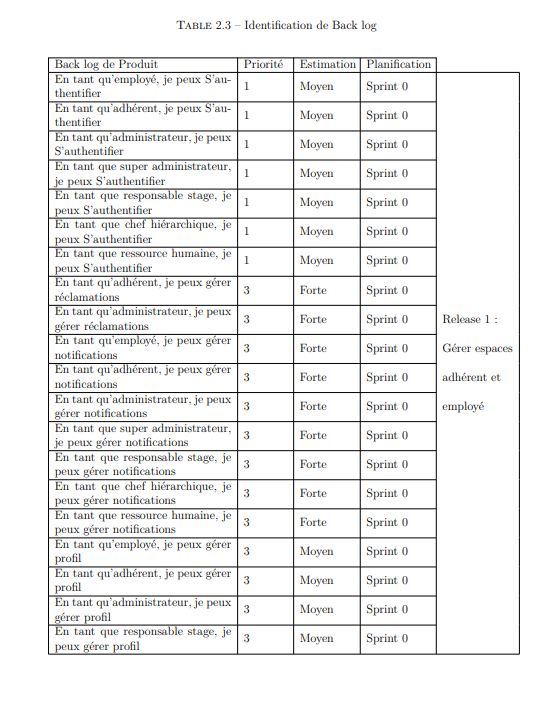 TABLE 2.3 – Identification de Back log
Back log de Produit Priorité Estimation Planification
En tant qu'employé, je peux S'au-
thentifier 1 Moyen Sprint 0
En tant qu'adhérent, je peux S'au-
thentifier 1 Moyen Sprint 0
En tant qu'administrateur, je peux
S'authentifier 1 Moyen Sprint 0
En tant que super administrateur,
je peux S'authentifier 1 Moyen Sprint 0
En tant que responsable stage, je
peux S'authentifier 1 Moyen Sprint 0
En tant que chef hiérarchique, je
peux S'authentifier 1 Moyen Sprint 0
En tant que ressource humaine, je
peux S'authentifier 1 Moyen Sprint 0
En tant qu'adhérent, je peux gérer
réclamations 3 Forte Sprint 0
En tant qu'administrateur, je peux
gérer réclamations 3 Forte Sprint 0 Release 1 :
En tant qu'employé, je peux gérer
notifications 3 Forte Sprint 0 Gérer espaces
En tant qu'adhérent, je peux gérer
notifications 3 Forte Sprint 0 adhérent et
En tant qu'administrateur, je peux
gérer notifications 3 Forte Sprint 0 employé
En tant que super administrateur,
je peux gérer notifications 3 Forte Sprint 0
En tant que responsable stage, je
peux gérer notifications 3 Forte Sprint 0
En tant que chef hiérarchique, je
peux gérer notifications 3 Forte Sprint 0
En tant que ressource humaine, je
peux gérer notifications 3 Forte Sprint 0
En tant qu'employé, je peux gérer
profil 3 Moyen Sprint 0
En tant qu'adhérent, je peux gérer
profil 3 Moyen Sprint 0
En tant qu'administrateur, je peux
gérer profil 3 Moyen Sprint 0
En tant que responsable stage, je
peux gérer profil 3 Moyen Sprint 0